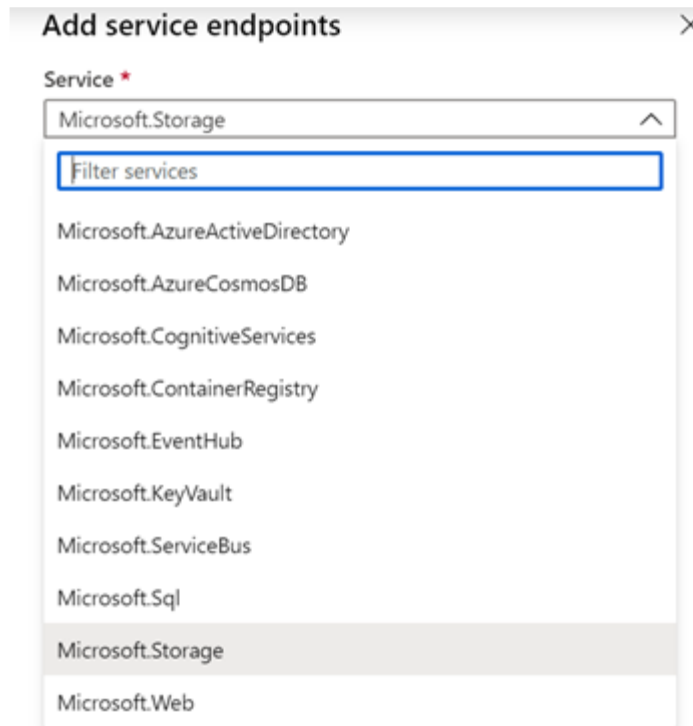 Add service endpoints
Service *
Microsoft.Storage
Filter services
Microsoft.AzureActiveDirectory
Microsoft.AzureCosmosDB
Microsoft.CognitiveServices
Microsoft.ContainerRegistry
Microsoft.EventHub
Microsoft.KeyVault
Microsoft.ServiceBus
Microsoft.Sql
Microsoft.Storage
Microsoft.Web